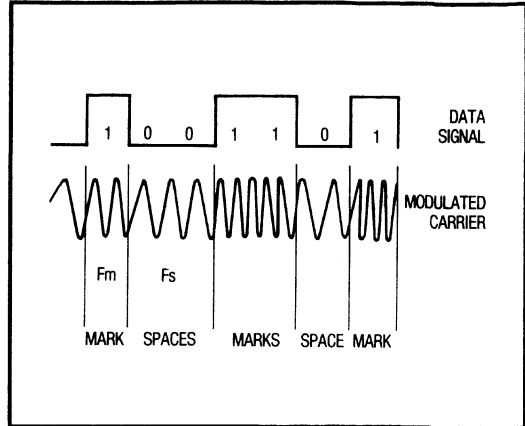 1 0 0 1 1 0 1
DATA
SIGNAL
MODULATED
CARRIER
Fm Fs
MARK SPACES MARKS SPACE MARK